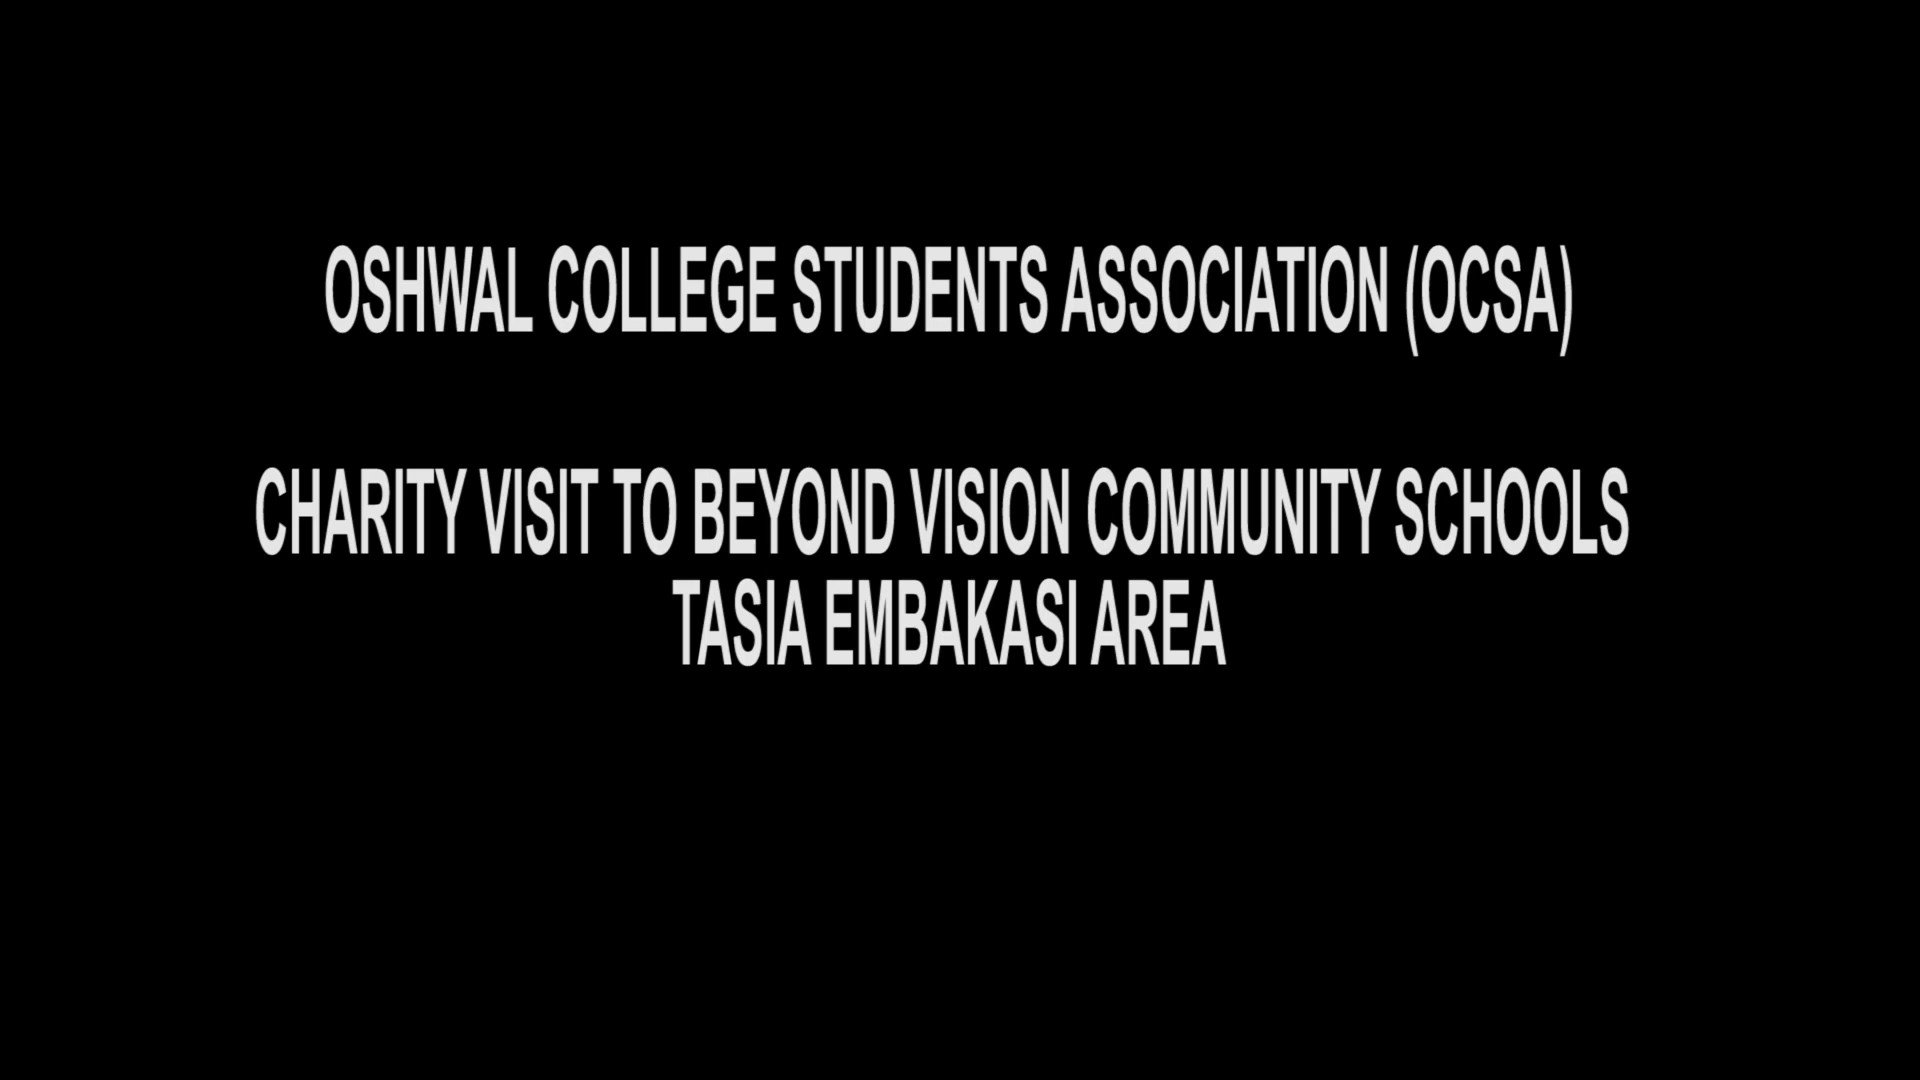 OSHWAL COLLEGE STUDENTS ASSOCIATION (OCSA)
CHARITY VISIT TO BEYOND VISION COMMUNITY SCHOOLS
TASIA EMBAKASI AREA